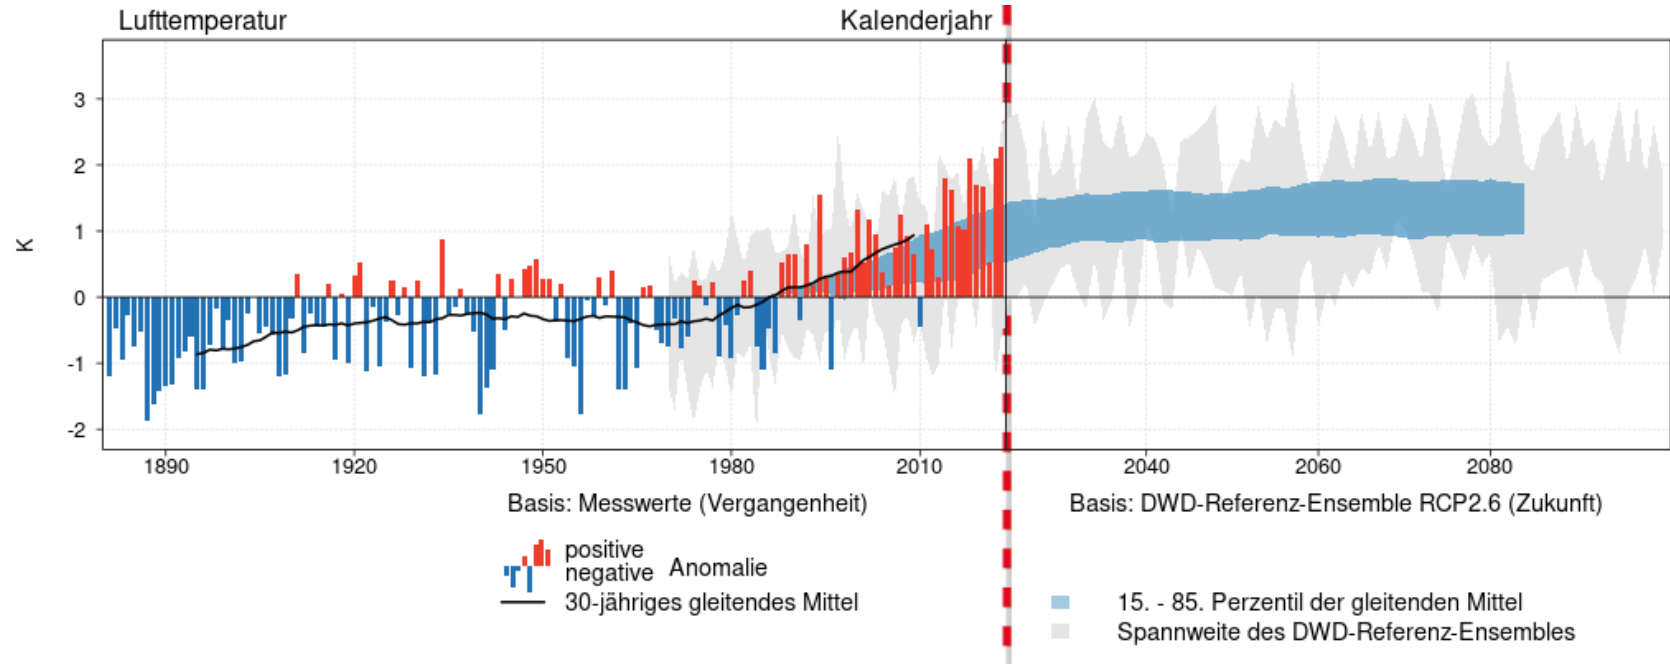 Lufttemperatur
Kalenderjahr
K
3
2
1
0
-1
-2
1890 1920 1950 1980 2010 2040 2060 2080
Basis: Messwerte (Vergangenheit)
Basis: DWD-Referenz-Ensemble RCP2.6 (Zukunft)
positive
negative Anomalie
30-jähriges gleitendes Mittel
15. - 85. Perzentil der gleitenden Mittel
Spannweite des DWD-Referenz-Ensembles